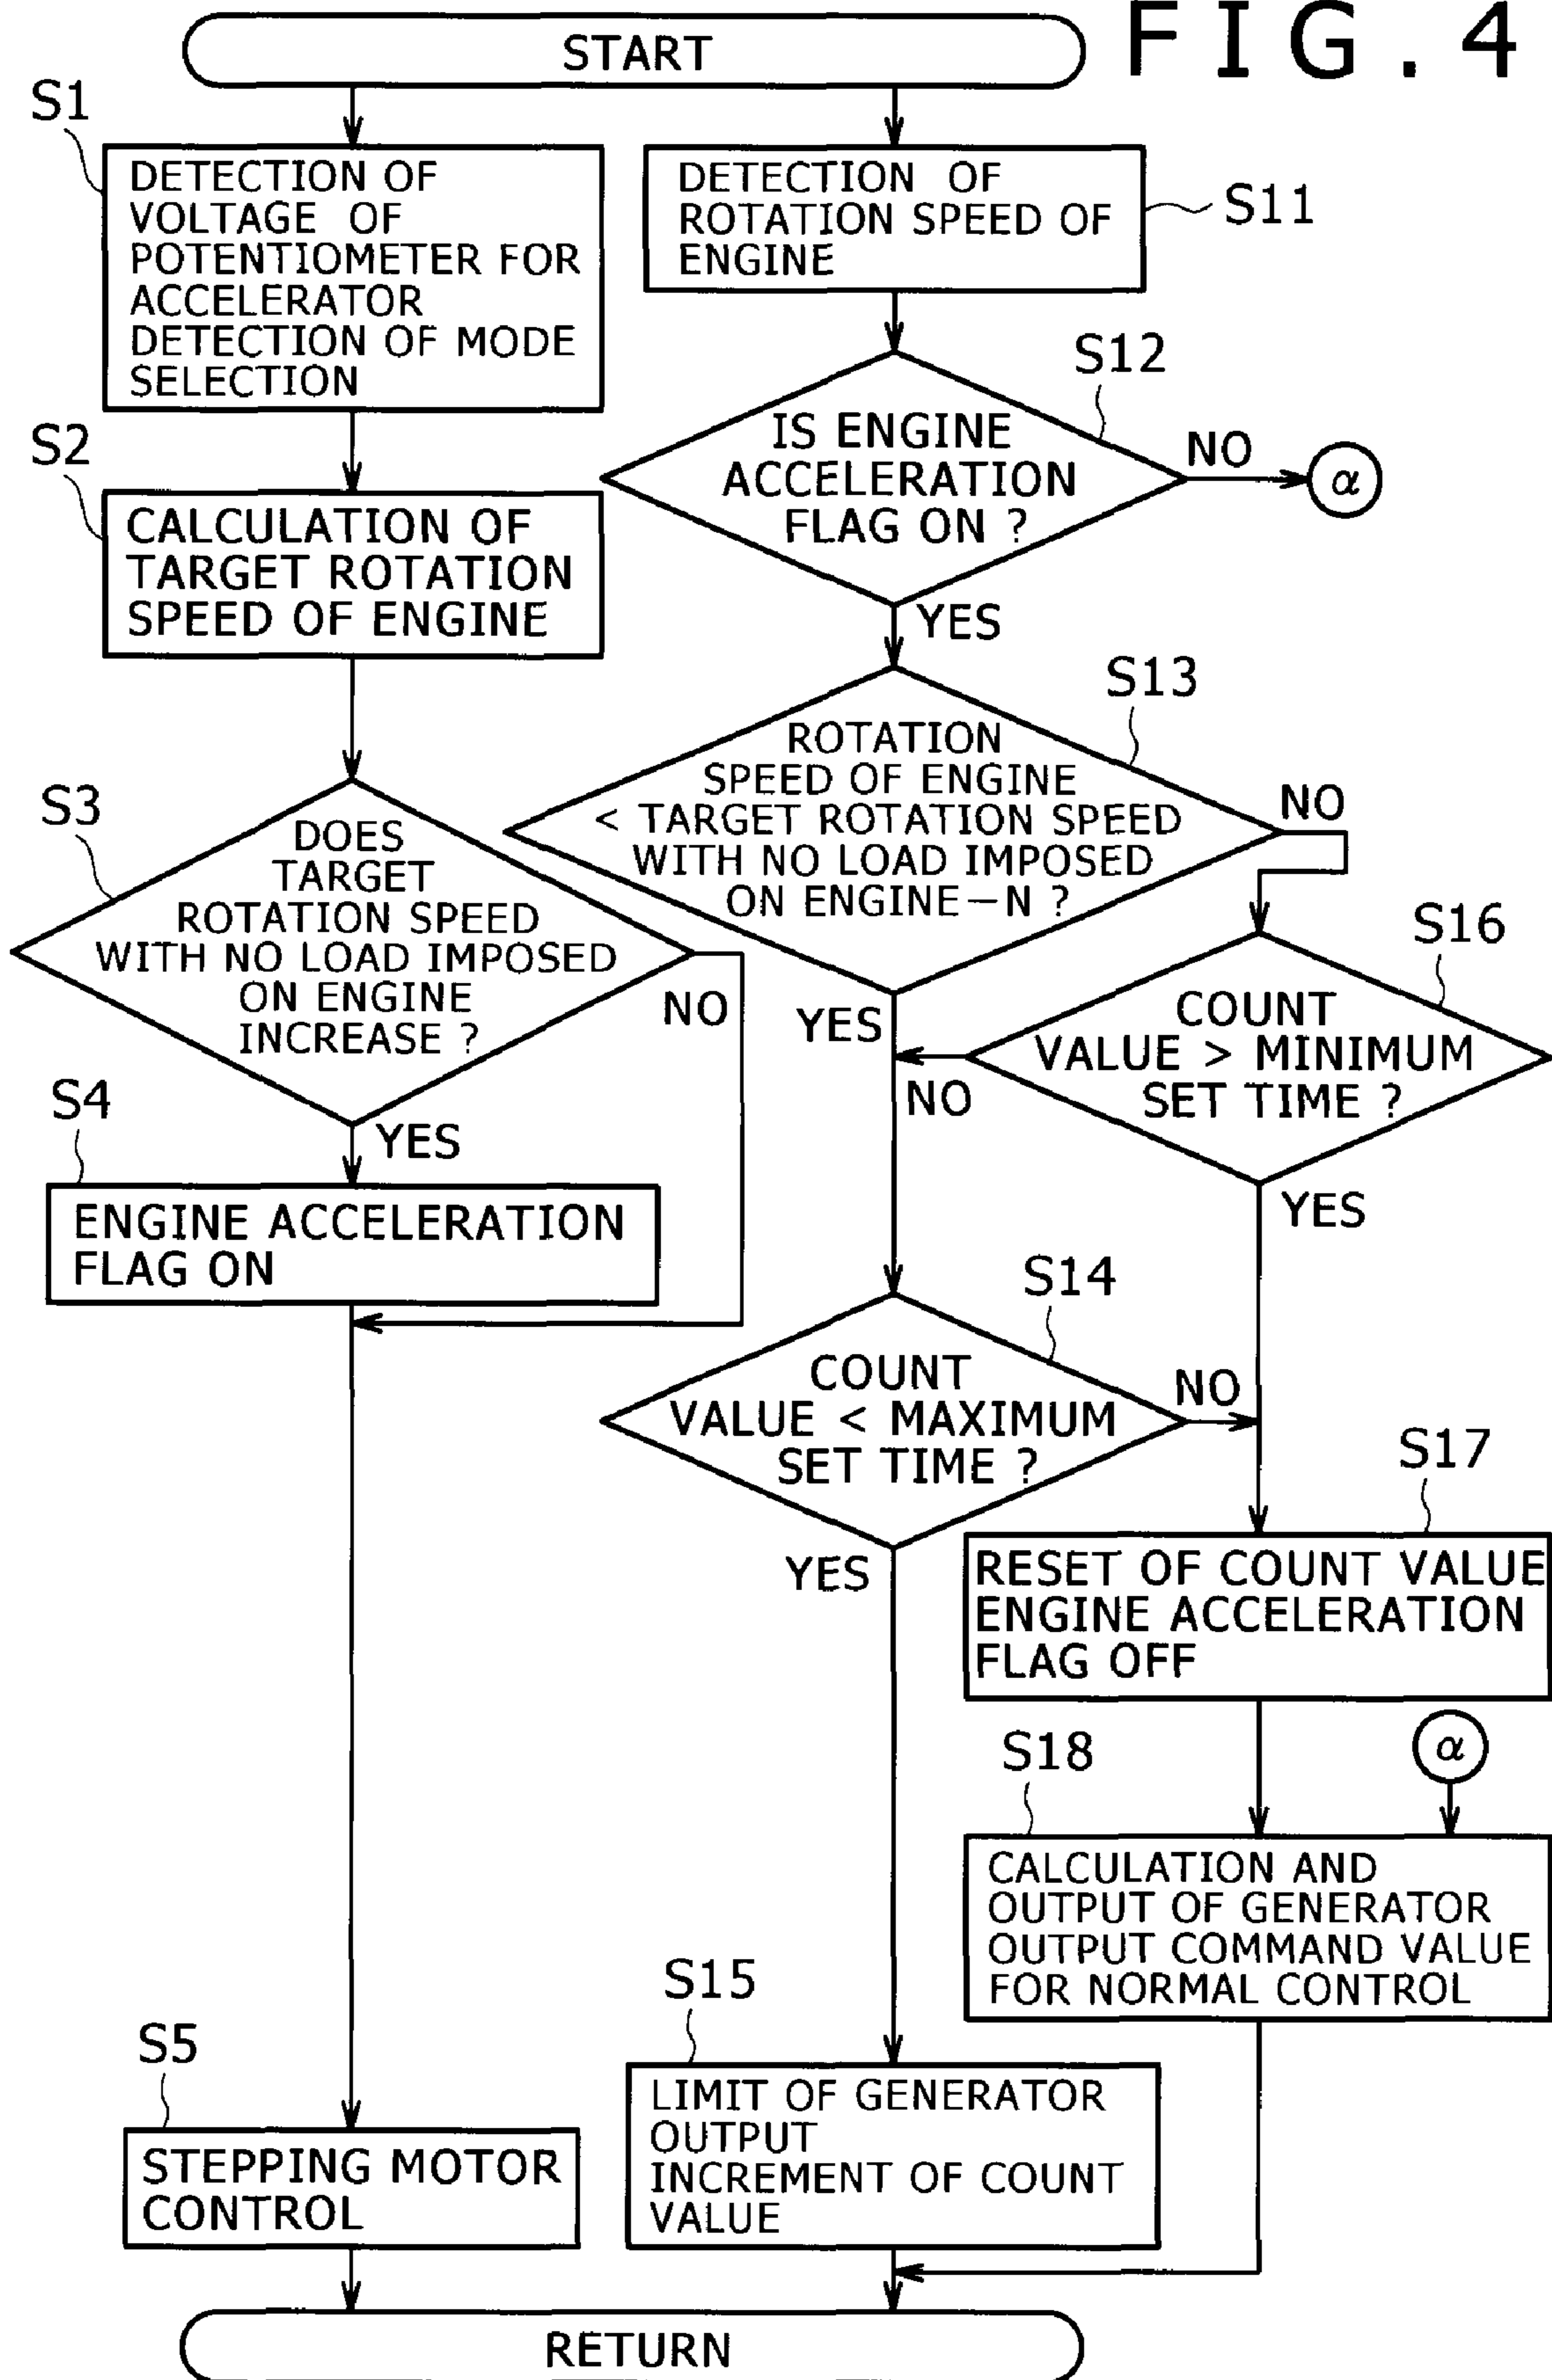 FIG.4
START
S1
DETECTION OF
VOLTAGE OF
POTENTIOMETER FOR
ACCELERATOR
DETECTION OF MODE
SELECTION
S2
CALCULATION OF
TARGET ROTATION
SPEED OF ENGINE
S3
DOES
TARGET
ROTATION SPEED
WITH NO LOAD IMPOSED
ON ENGINE
INCREASE ?
NO
YES
S4
ENGINE ACCELERATION
FLAG ON
S5
STEPPING MOTOR
CONTROL
DETECTION OF
ROTATION SPEED OF
ENGINE
S11
S12
IS ENGINE
ACCELERATION
FLAG ON ?
NO
α
YES
S13
ROTATION
SPEED OF ENGINE
< TARGET ROTATION SPEED
WITH NO LOAD IMPOSED
ON ENGINE－N ?
NO
YES
S16
COUNT
VALUE > MINIMUM
SET TIME ?
NO
YES
S14
COUNT
VALUE < MAXIMUM
SET TIME ?
NO
YES
S17
RESET OF COUNT VALUE
ENGINE ACCELERATION
FLAG OFF
α
S18
CALCULATION AND
OUTPUT OF GENERATOR
OUTPUT COMMAND VALUE
FOR NORMAL CONTROL
S15
LIMIT OF GENERATOR
OUTPUT
INCREMENT OF COUNT
VALUE
RETURN